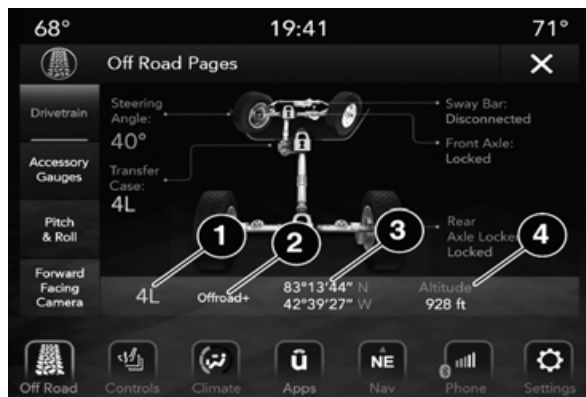 68°
19:41
71°
Off Road Pages
X
Drivetrain
Accessory
Gauges
Pitch
& Roll
Forward
Facing
Camera
Steering
Angle:
40°
Transfer
Case:
4L
Sway Bar:
Disconnected
Front Axle:
Locked
Rear
Axle Locker
Locked
1
2
3
4
4L
Offroad+
83°13'44" N
42°39'27" W
Altitude
928 ft
Off Road
Controls
Climate
ū
Apps
NE
Nav
Phone
Settings